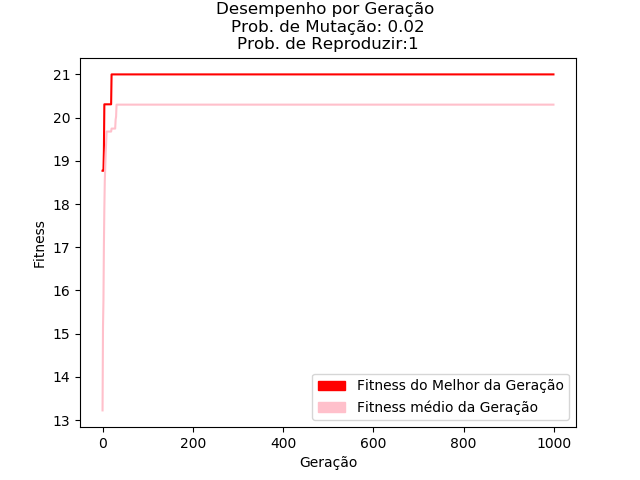 Desempenho por Geração
Prob. de Mutação: 0.02
Prob. de Reproduzir:1
21
20
19
18
17
16
15
14
13
Fitness
Fitness do Melhor da Geração
Fitness médio da Geração
0 200 400 600 800 1000
Geração